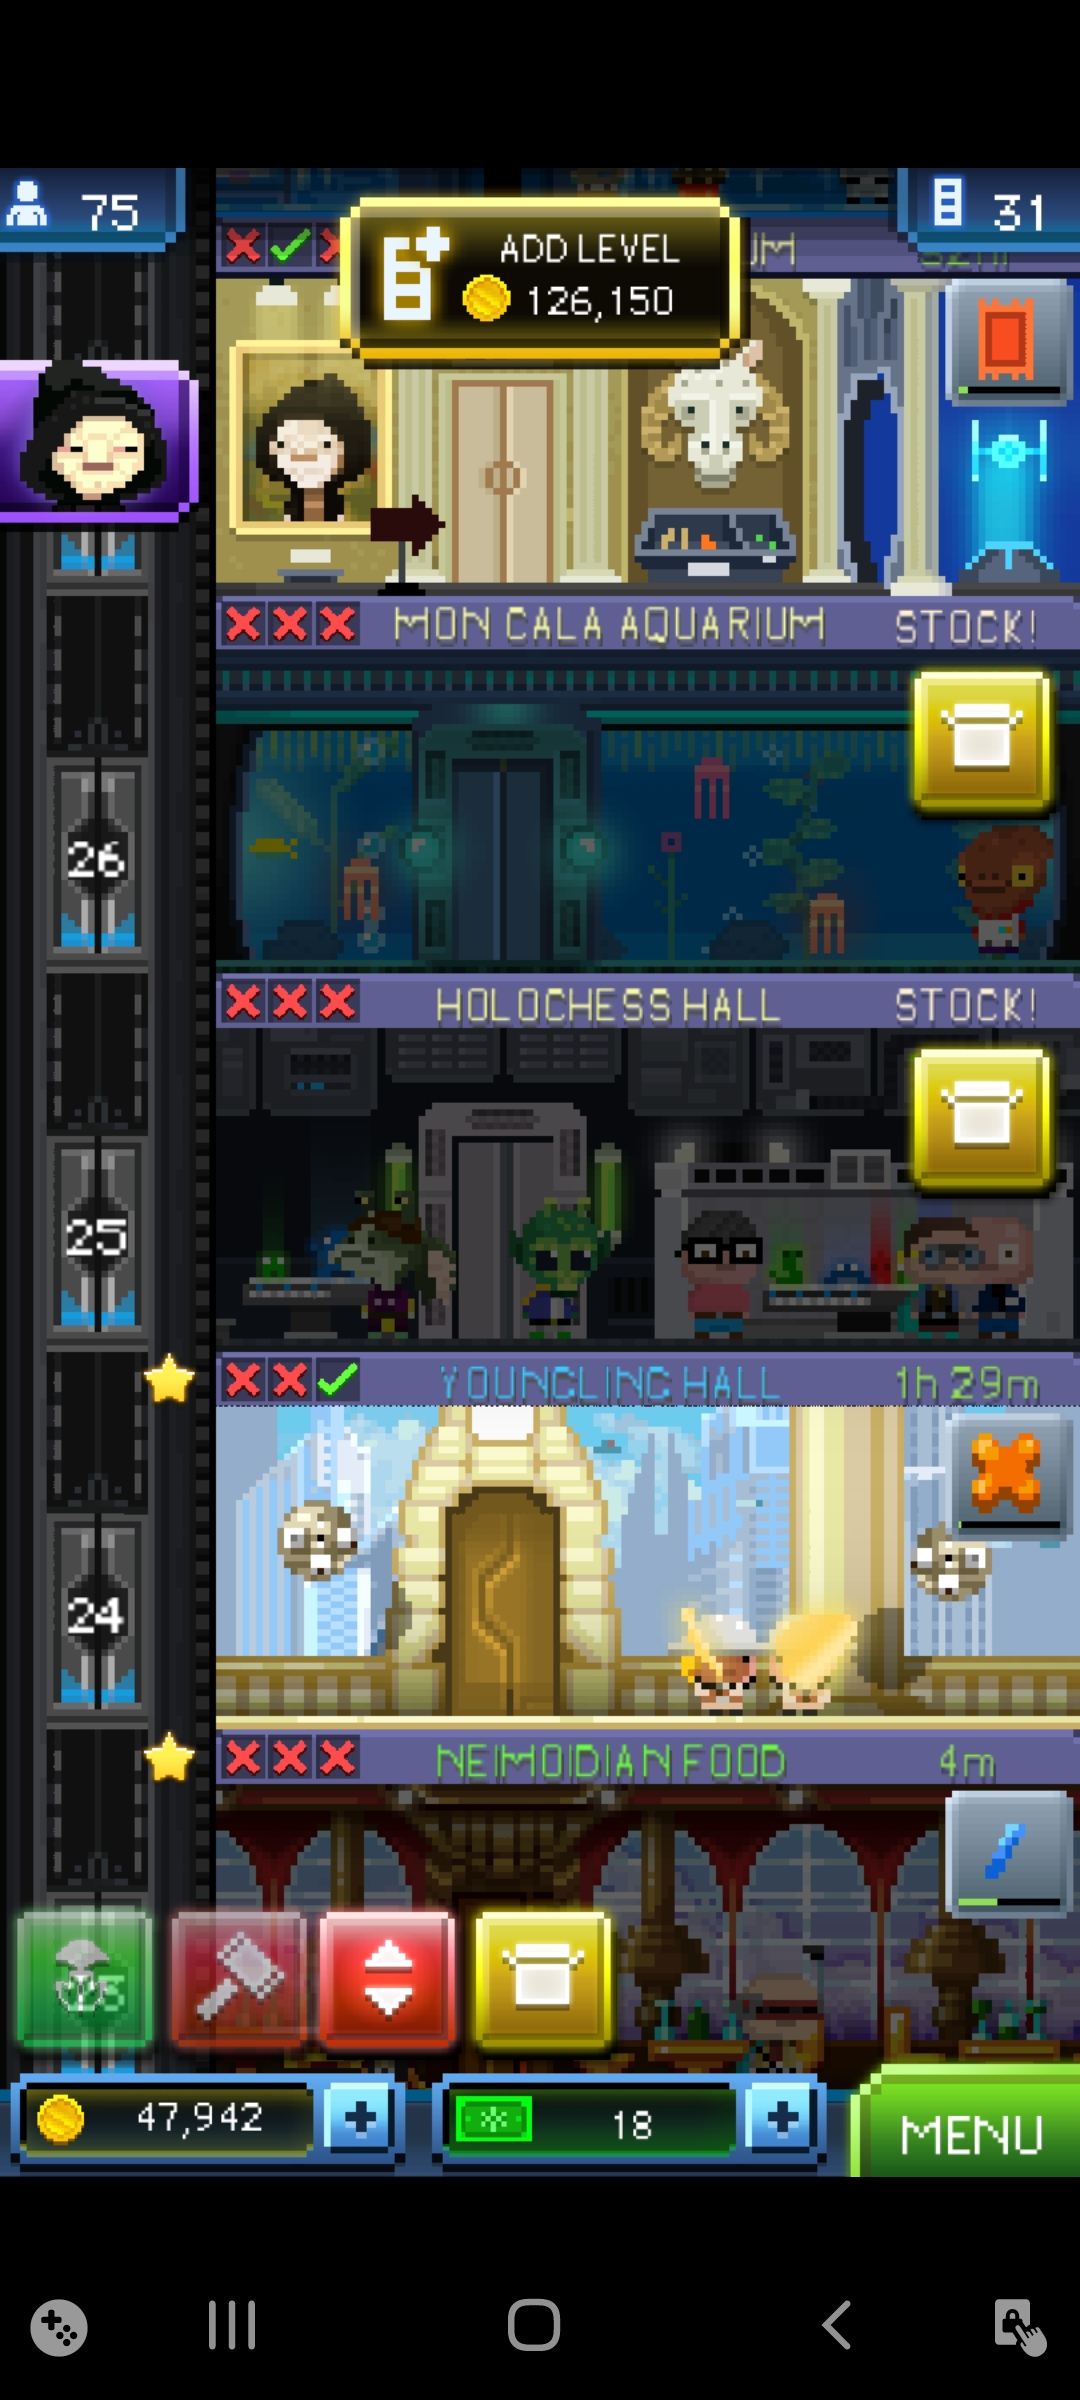 75
31
ADD LEVEL
126,150
MON CALA AQUARIUM STOCK!
26
HOLOCHESS HALL STOCK!
25
YOUNGLING HALL 1h 29m
24
NEIMOIDIAN FOOD 4m
47,942
18
MENU